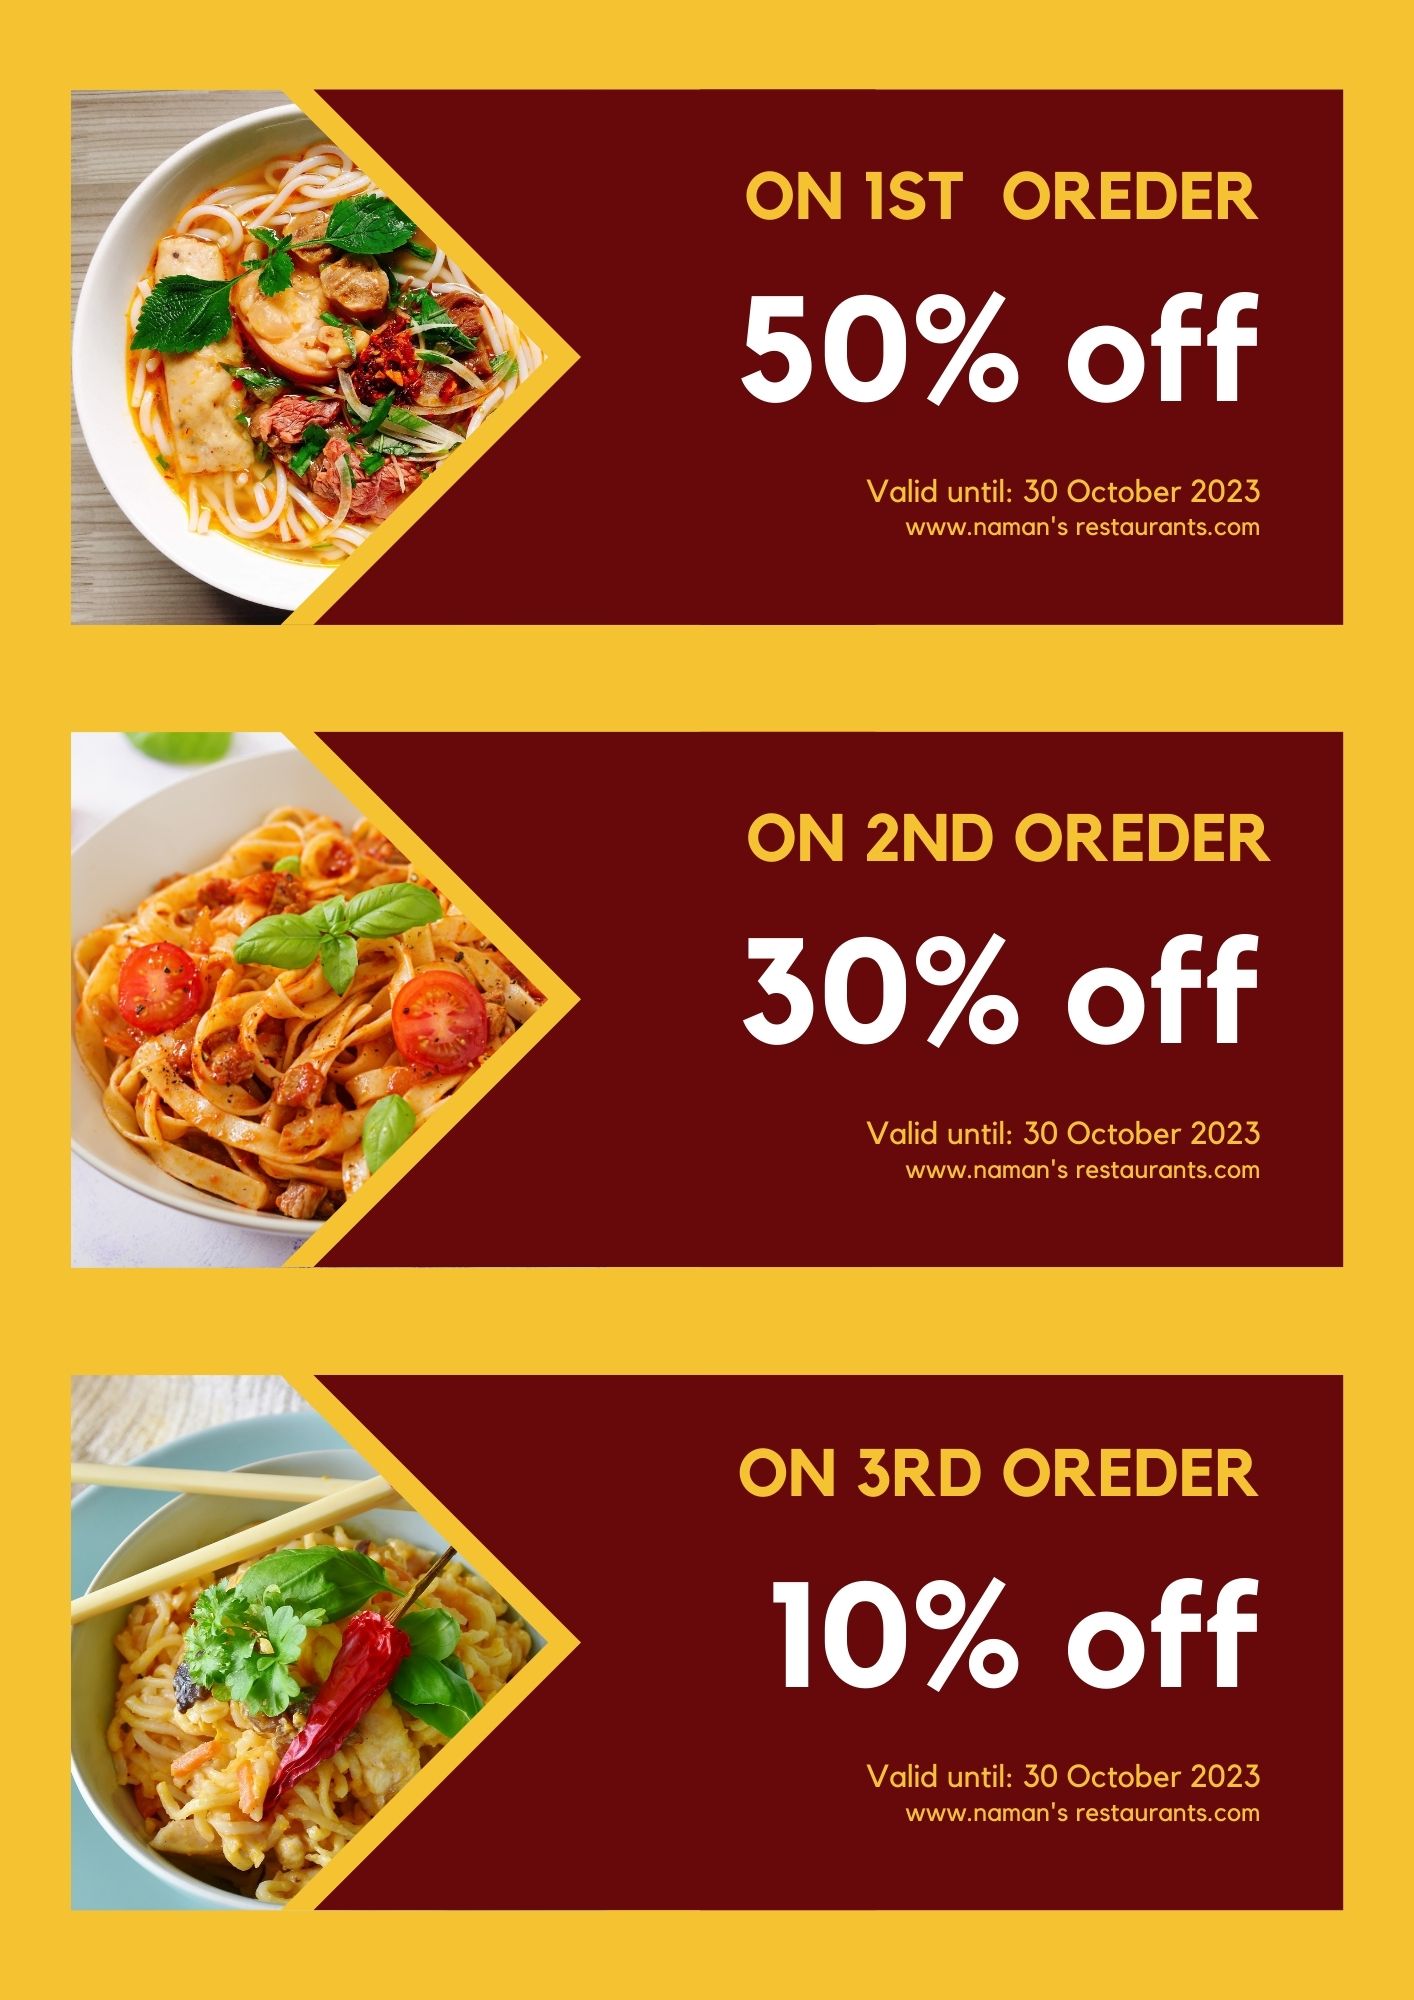 ON 1ST  OREDER
50% off
Valid until: 30 October 2023
www.naman's restaurants.com
ON 2ND OREDER
30% off
Valid until: 30 October 2023
www.naman's restaurants.com
ON 3RD OREDER
10% off
Valid until: 30 October 2023
www.naman's restaurants.com